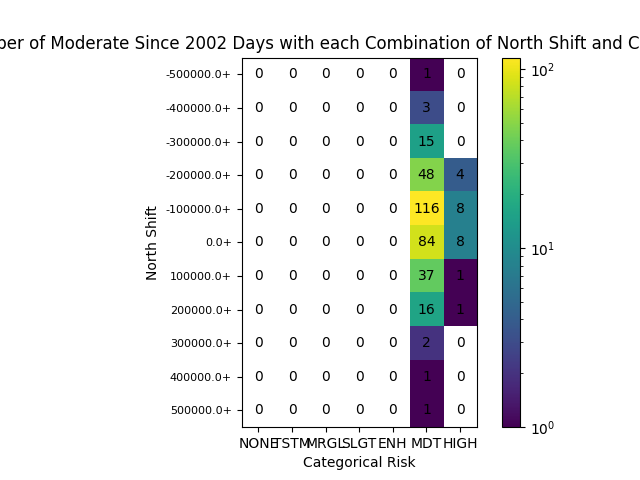 of Moderate Since 2002 Days with each Combination of North Shift and
North Shift
-500000.0+ 0 0 0 0 0 1 0
-400000.0+ 0 0 0 0 0 3 0
-300000.0+ 0 0 0 0 0 15 0
-200000.0+ 0 0 0 0 0 48 4
-100000.0+ 0 0 0 0 0 116 8
0.0+ 0 0 0 0 0 84 8
100000.0+ 0 0 0 0 0 37 1
200000.0+ 0 0 0 0 0 16 1
300000.0+ 0 0 0 0 0 2 0
400000.0+ 0 0 0 0 0 1 0
500000.0+ 0 0 0 0 0 1 0
NONE TSTM MRGL SLGT ENH MDT HIGH
Categorical Risk
10²
10¹
10⁰